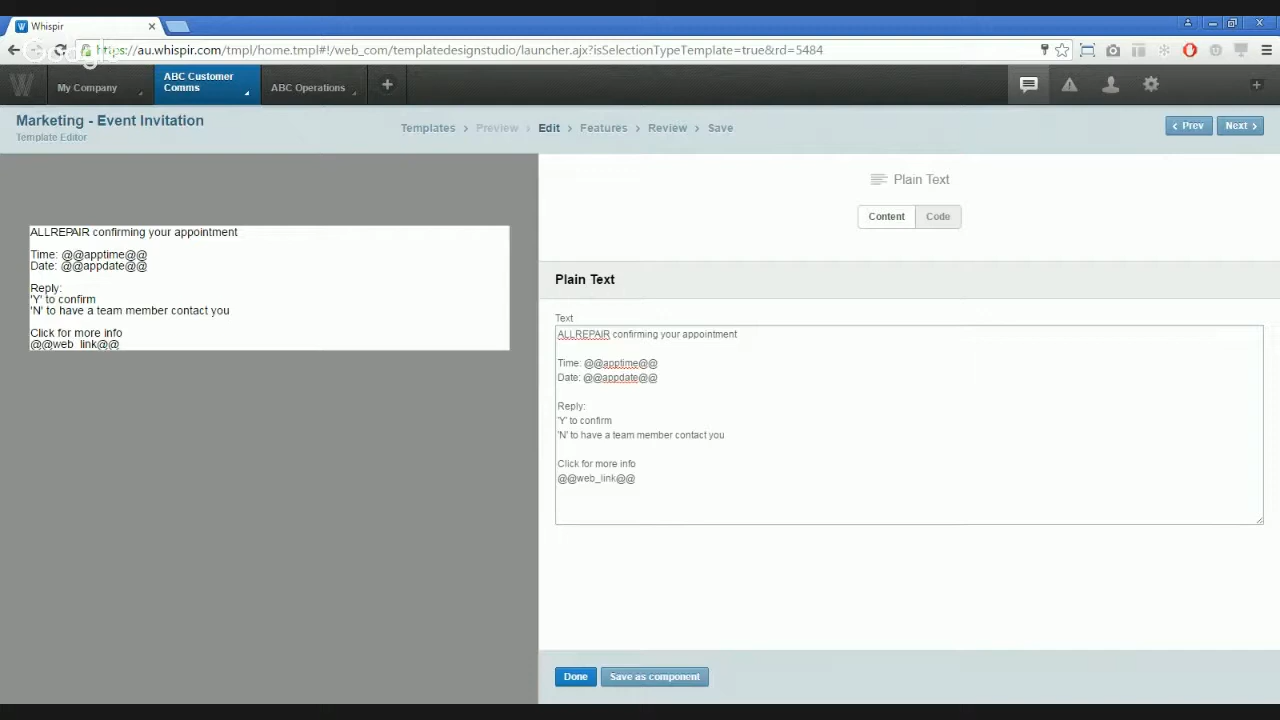 Whispir
https://au.whispir.com/tmpl/home.tmpl#!/web_com/templatedesignstudio/launcher.ajx?isSelectionTypeTemplate=true&rd=5484
My Company
ABC Customer
Comms
ABC Operations
Marketing - Event Invitation
Template Editor
Templates > Preview > Edit > Features > Review > Save
Prev
Next
Plain Text
Content
Code
ALLREPAIR confirming your appointment
Time: @@apptime@@
Date: @@appdate@@
Reply:
'Y' to confirm
'N' to have a team member contact you
Click for more info
@@web_link@@
Plain Text
Text
ALLREPAIR confirming your appointment
Time: @@apptime@@
Date: @@appdate@@
Reply:
'Y' to confirm
'N' to have a team member contact you
Click for more info
@@web_link@@
Done
Save as component